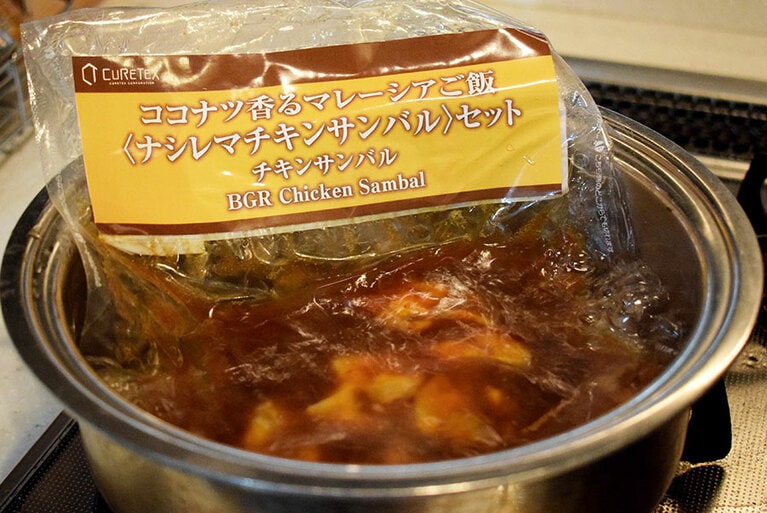 CURETEX
CURETEX CORPORATION
ココナツ香るマレーシアご飯
〈ナシレマチキンサンバル〉セット
チキンサンバル
BGR Chicken Sambal